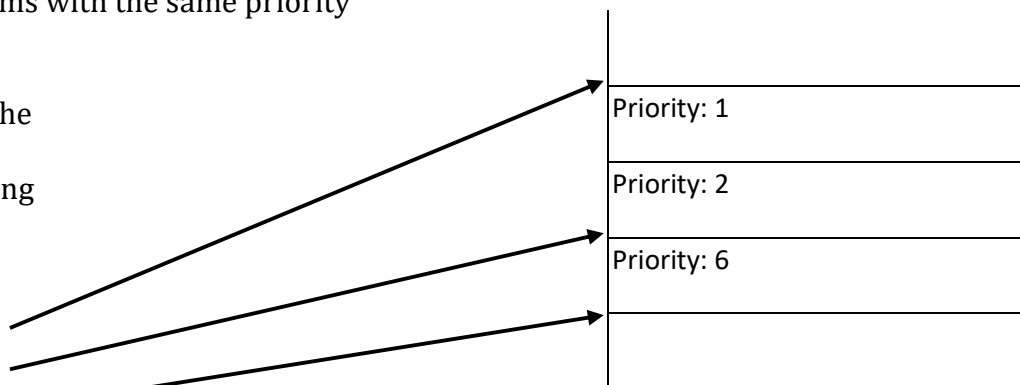 ms with the same priority
he
ng
Priority: 1
Priority: 2
Priority: 6